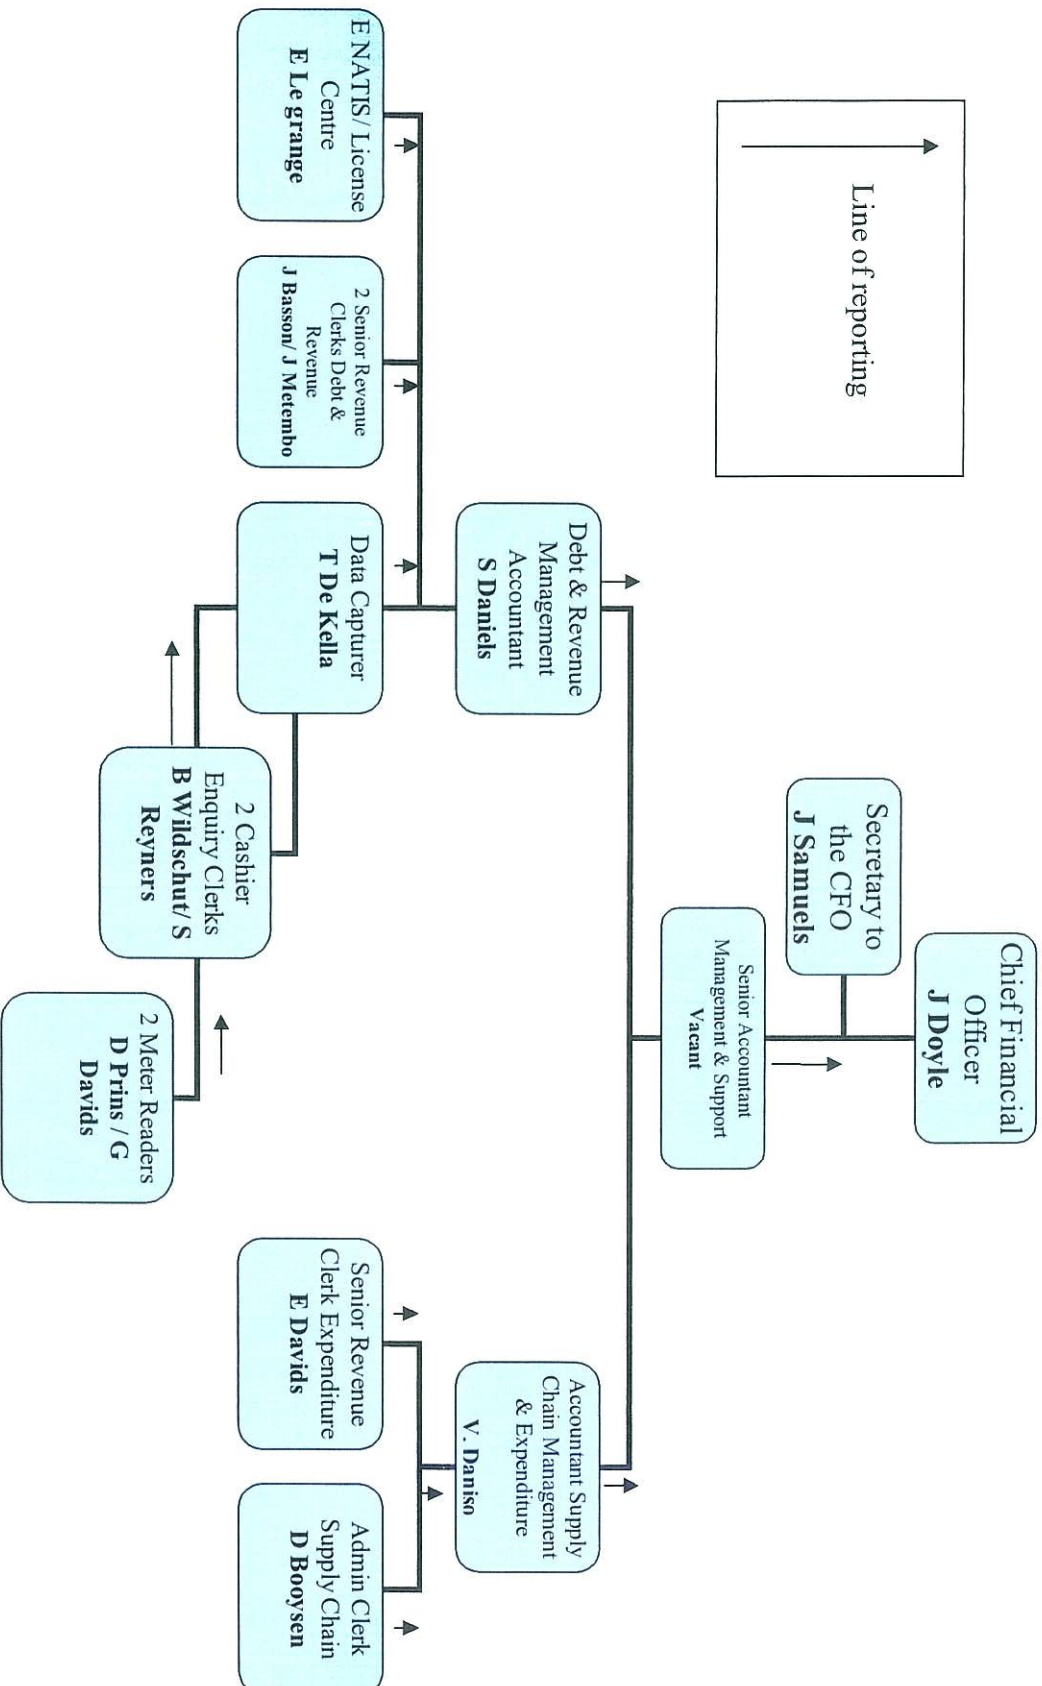 Line of reporting
Chief Financial
Officer
J Doyle
Secretary to
the CFO
J Samuels
Senior Accountant
Management & Support
Vacant
Debt & Revenue
Management
Accountant
S Daniels
Accountant Supply
Chain Management
& Expenditure
V. Daniso
E NATIS/ License
Centre
E Le grange
2 Senior Revenue
Clerks Debt &
Revenue
J Basson/ J Metembo
Data Capturer
T De Kella
Senior Revenue
Clerk Expenditure
E Davids
Admin Clerk
Supply Chain
D Booysen
2 Cashier
Enquiry Clerks
B Wildschut/ S
Reyners
2 Meter Readers
D Prins / G
Davids